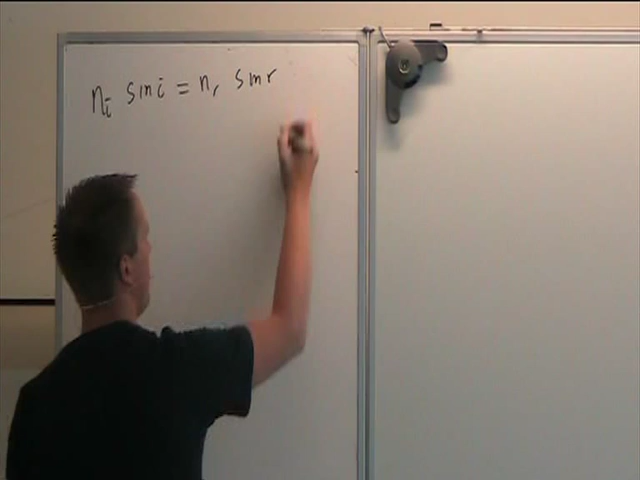 nᵢ sin i = nᵣ sin r